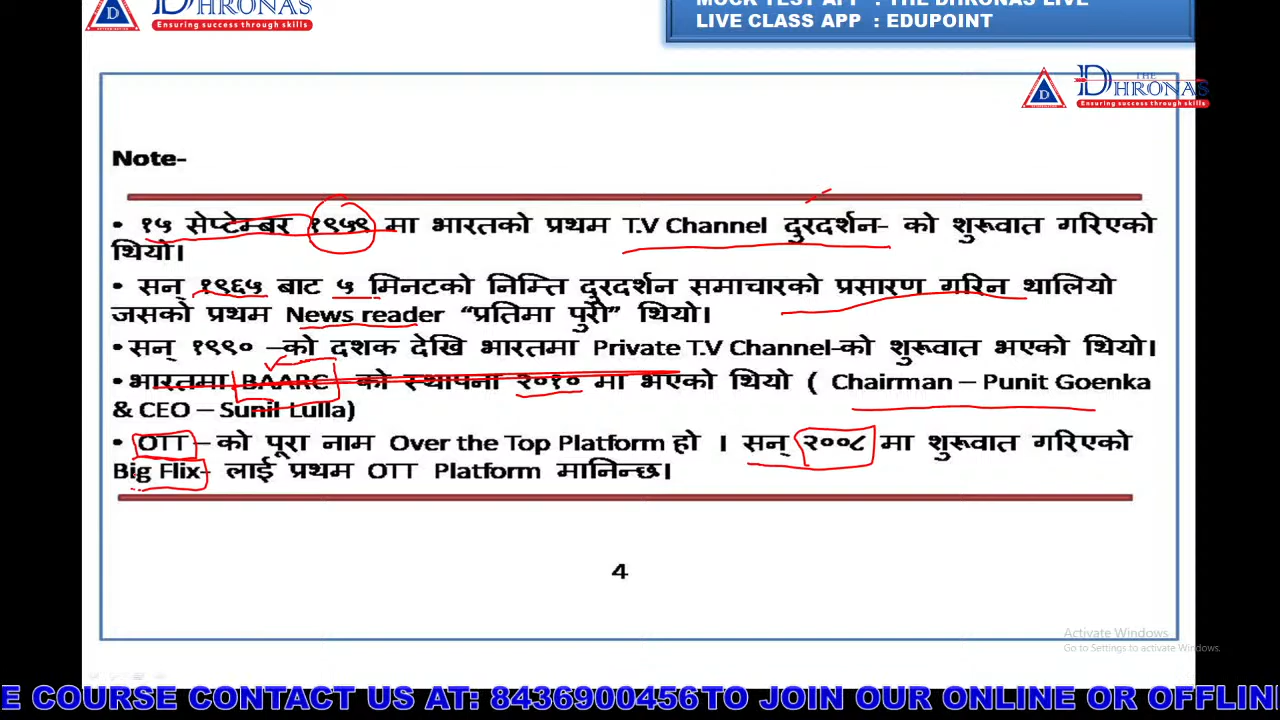 DHRONAS
Ensuring success through skills
MOCK TEST APP : THE DHRONAS LIVE
LIVE CLASS APP : EDUPOINT
THE
DHRONAS
Ensuring success through skills
Note-
• १५ सेप्टेम्बर १९५९ मा भारतको प्रथम T.V Channel दुरदर्शन- को शुरूवात गरिएको
थियो।
• सन् १९६५ बाट ५ मिनटको निम्ति दुरदर्शन समाचारको प्रसारण गरिन थालियो
जसको प्रथम News reader “प्रतिमा पुरी” थियो।
• सन् १९९० –को दशक देखि भारतमा Private T.V Channel-को शुरूवात भएको थियो।
• भारतमा BAARC –को स्थापना २०१० मा भएको थियो ( Chairman – Punit Goenka
& CEO – Sunil Lulla)
• OTT –को पूरा नाम Over the Top Platform हो । सन् २००८ मा शुरूवात गरिएको
Big Flix- लाई प्रथम OTT Platform मानिन्छ।
4
Activate Windows
Go to Settings to activate Windows.
E COURSE CONTACT US AT: 8436900456 TO JOIN OUR ONLINE OR OFFLIN